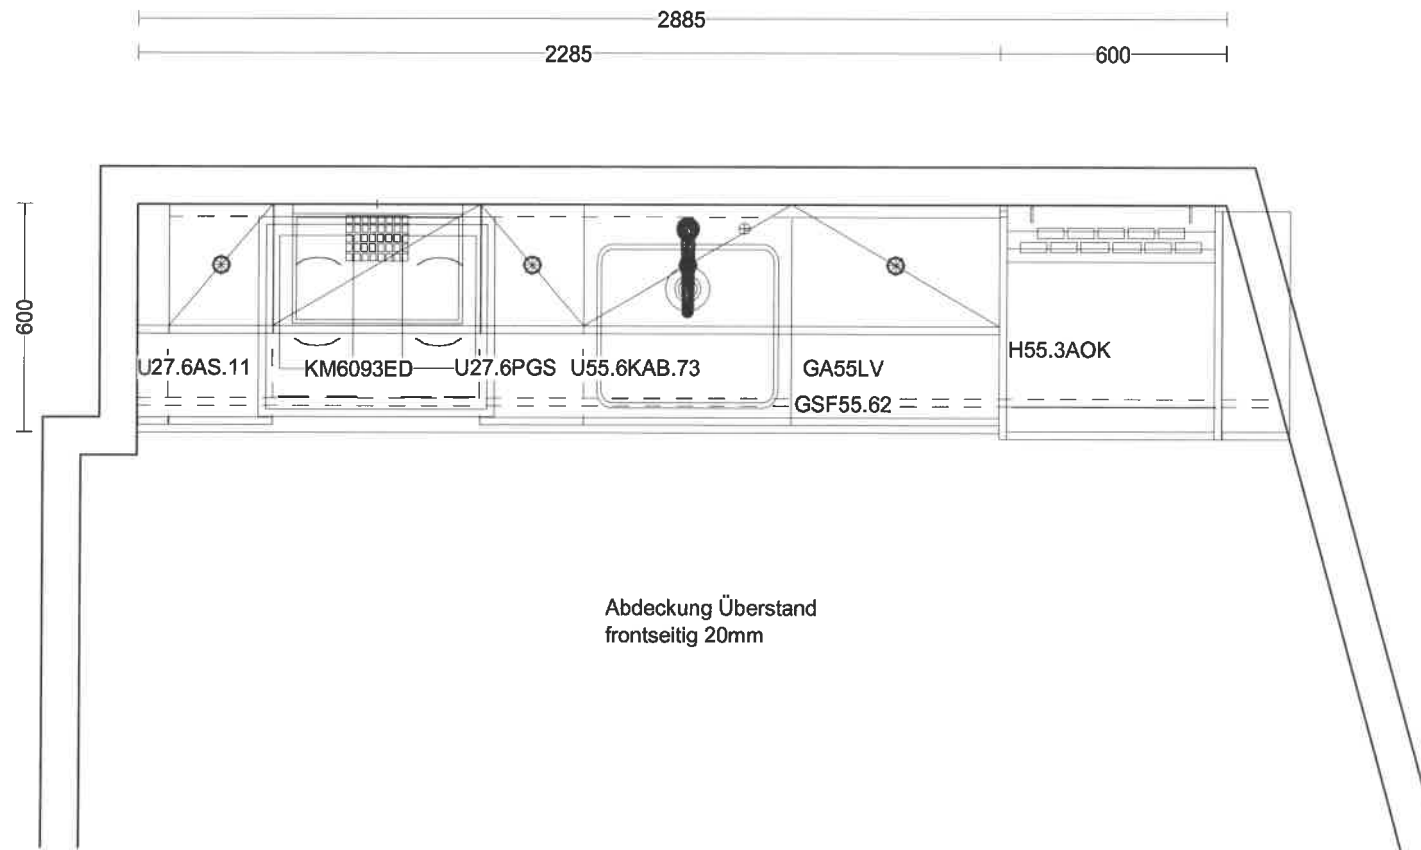 2885
2285
600
600
U27.6AS.11
KM6093ED
U27.6PGS
U55.6KAB.73
GA55LV
H55.3AOK
GSF55.62
Abdeckung Überstand
frontseitig 20mm